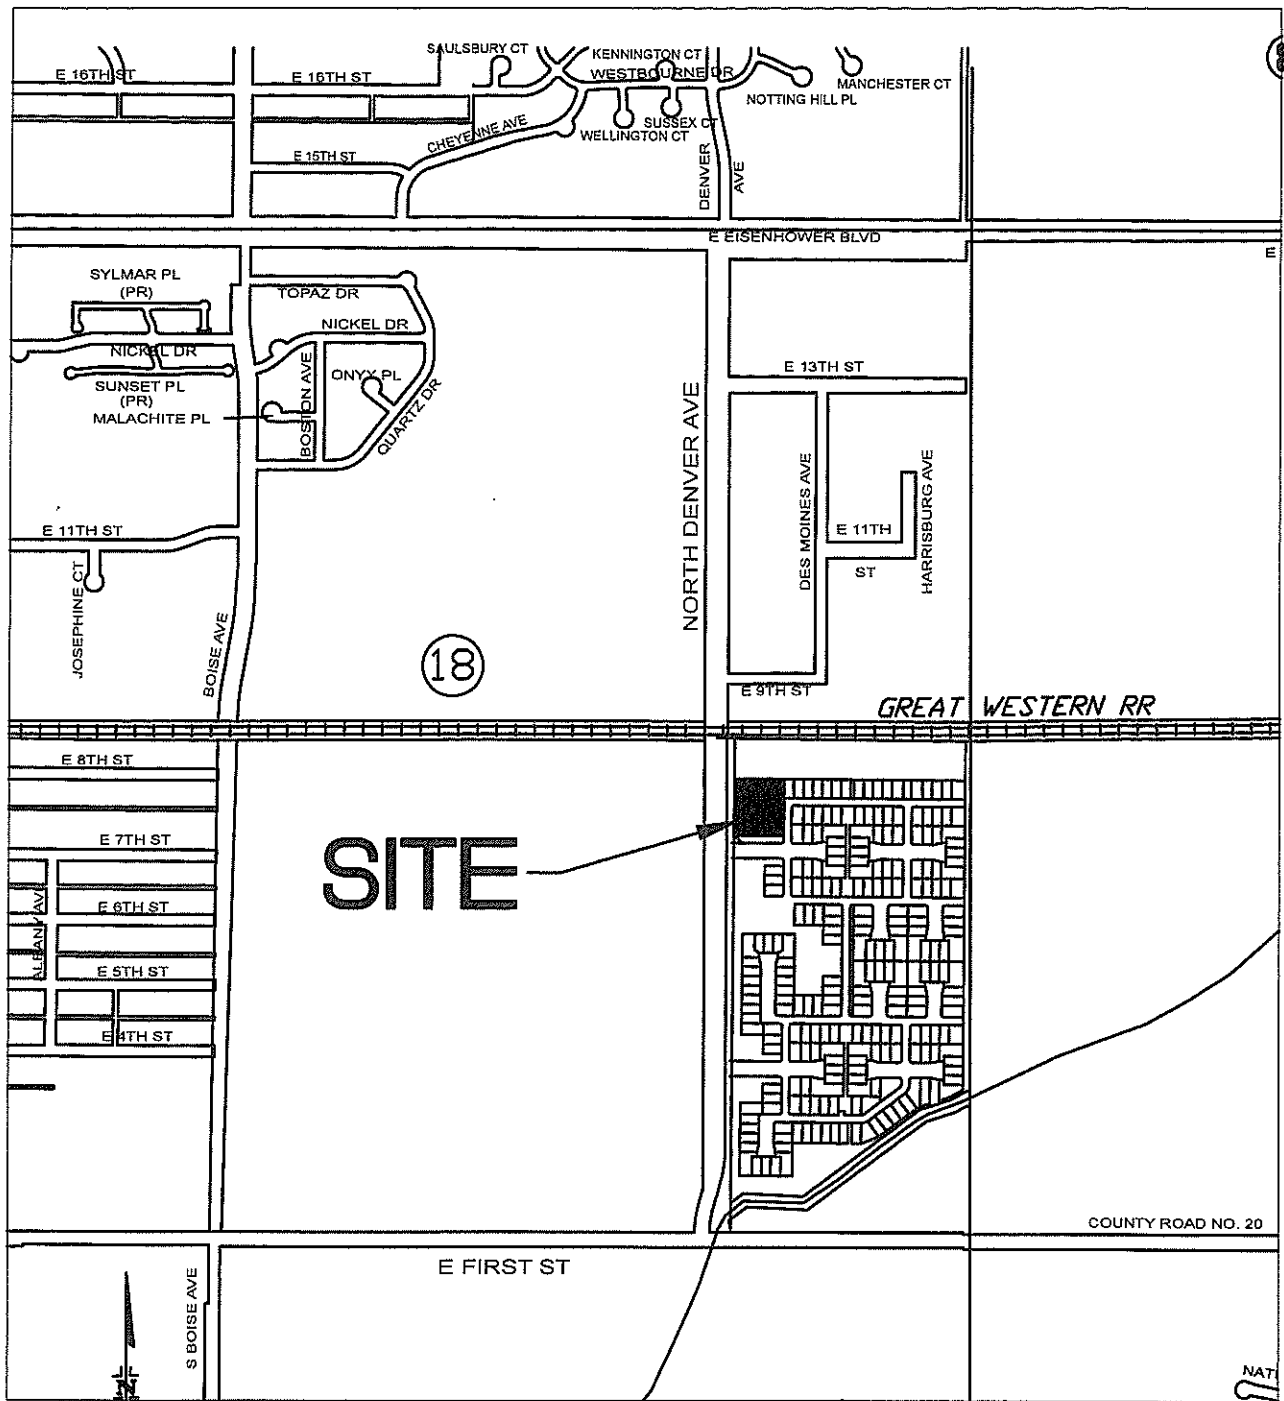 SAULSBURY CT
KENNINGTON CT
E 16TH ST
E 16TH ST
WESTBOURNE DR
MANCHESTER CT
NOTTING HILL PL
SUSSEX CT
WELLINGTON CT
CHEYENNE AVE
E 15TH ST
DENVER
AVE
E EISENHOWER BLVD
E
SYLMAR PL
(PR)
TOPAZ DR
NICKEL DR
NICKEL DR
SUNSET PL
(PR)
MALACHITE PL
BOSTON AVE
ONYX PL
QUARTZ DR
E 13TH ST
NORTH DENVER AVE
DES MOINES AVE
HARRISBURG AVE
E 11TH
ST
E 11TH ST
JOSEPHINE CT
BOISE AVE
18
E 9TH ST
GREAT WESTERN RR
E 8TH ST
E 7TH ST
SITE
ALBANY AV
E 6TH ST
E 5TH ST
E 4TH ST
COUNTY ROAD NO. 20
E FIRST ST
S BOISE AVE
N
NAT